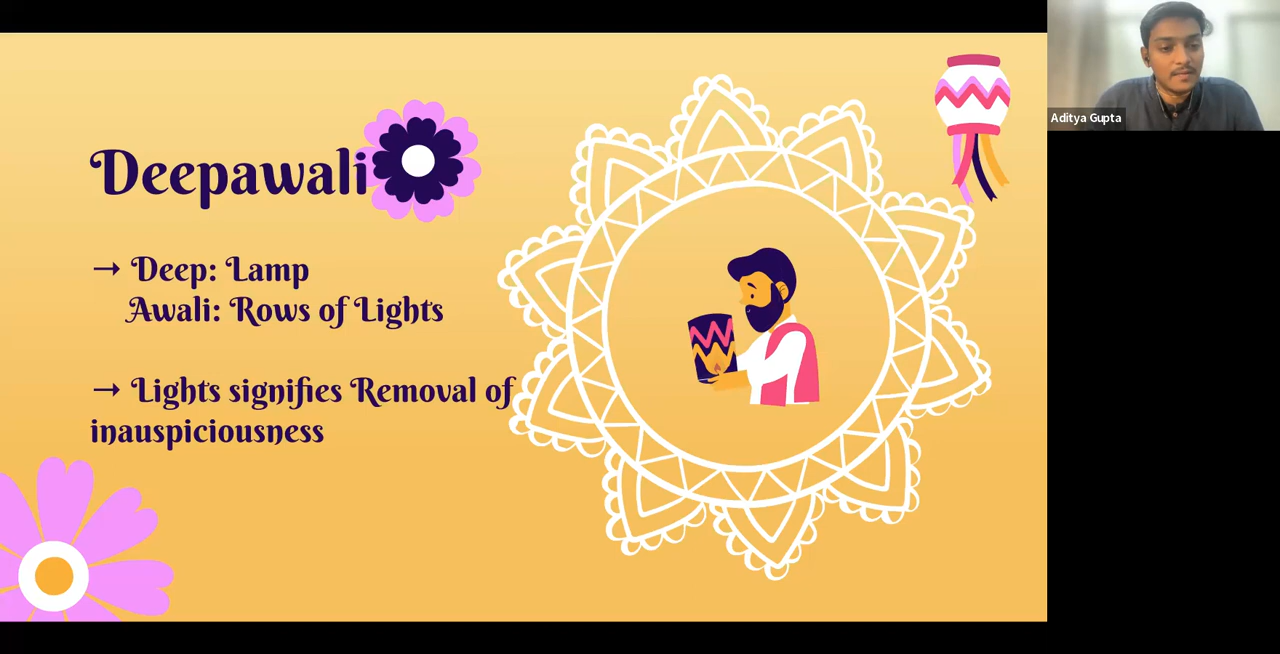 Deepawali
→ Deep: Lamp
Awali: Rows of Lights
→ Lights signifies Removal of
inauspiciousness
Aditya Gupta